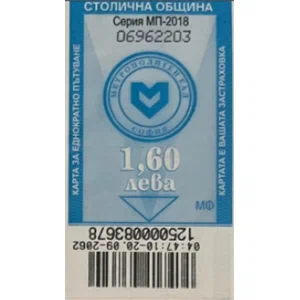 СТОЛИЧНА ОБЩИНА
Серия МП-2018
06962203
КАРТА ЗА ЕДНОКРАТНО ПЪТУВАНЕ
МЕТРОПОЛИТЕН ЕАД
СОФИЯ
КАРТАТА Е ВАШАТА ЗАСТРАХОВКА
1,60
лева
МФ
1250000083678
04:47:10-20-09-2062